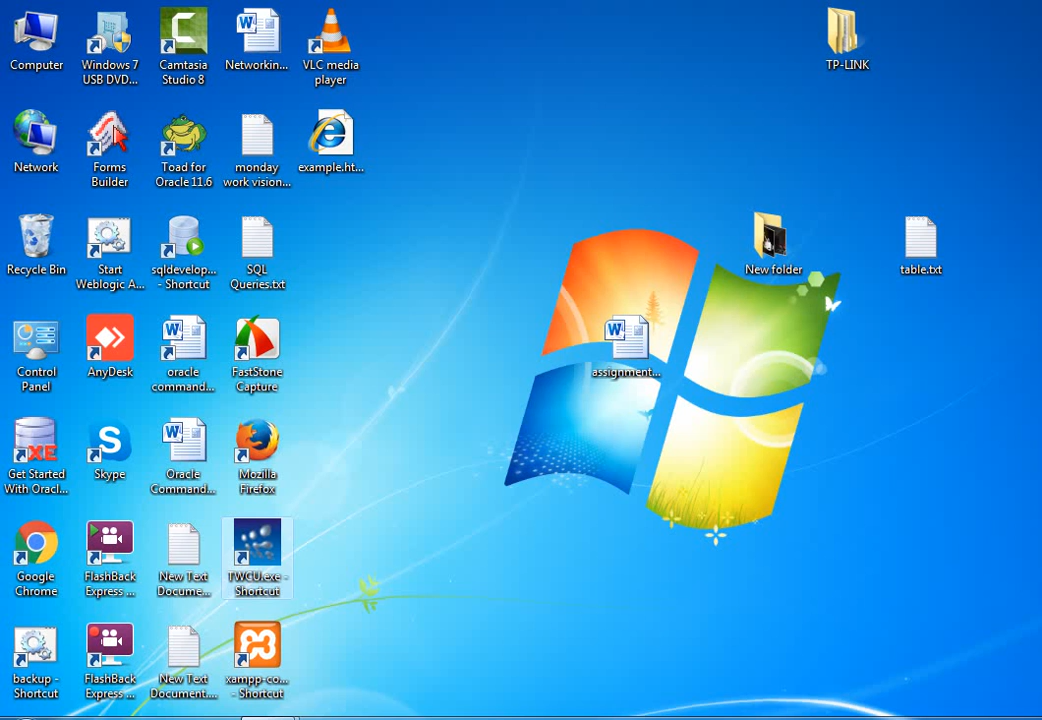 Computer
Windows 7
USB DVD...
Camtasia
Studio 8
Networkin...
VLC media
player
TP-LINK
Network
Forms
Builder
Toad for
Oracle 11.6
monday
work vision...
example.ht...
Recycle Bin
Start
Weblogic A...
sqldevelop...
- Shortcut
SQL
Queries.txt
New folder
table.txt
Control
Panel
AnyDesk
oracle
command...
FastStone
Capture
assignment...
XE
Get Started
With Oracl...
Skype
Oracle
Command...
Mozilla
Firefox
Google
Chrome
FlashBack
Express ...
New Text
Docume...
TWCU.exe -
Shortcut
backup -
Shortcut
FlashBack
Express ...
New Text
Document....
xampp-co...
- Shortcut